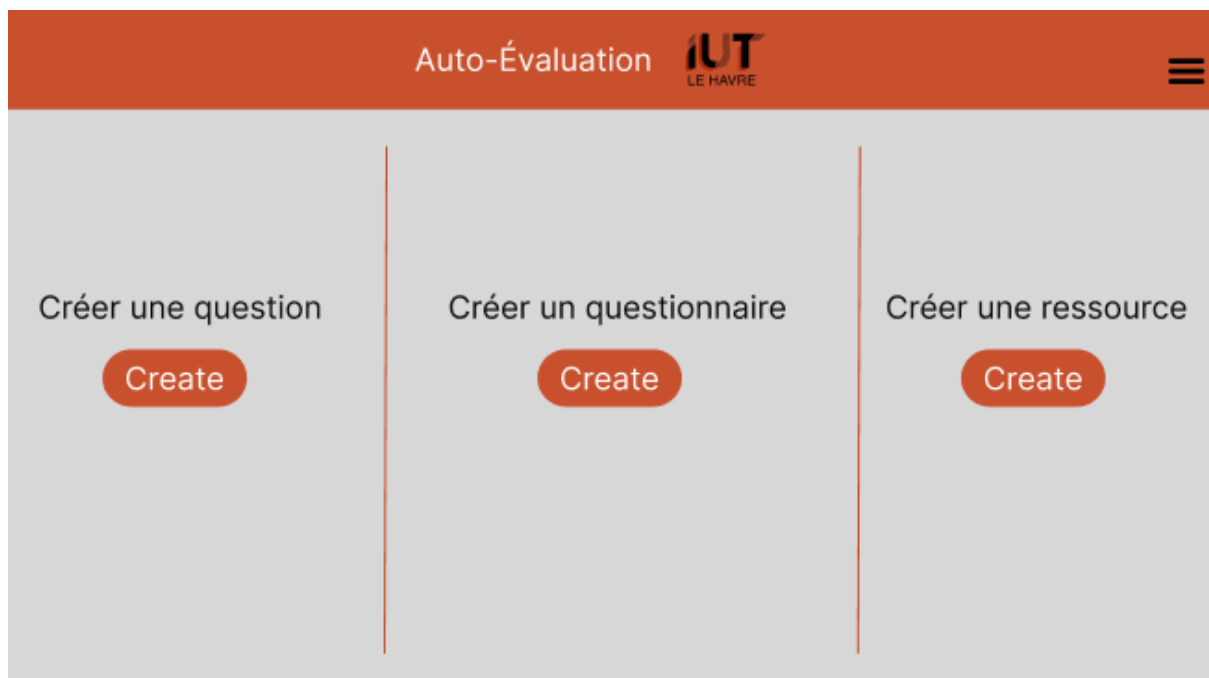 Auto-Évaluation
iUT
LE HAVRE
Créer une question
Create
Créer un questionnaire
Create
Créer une ressource
Create